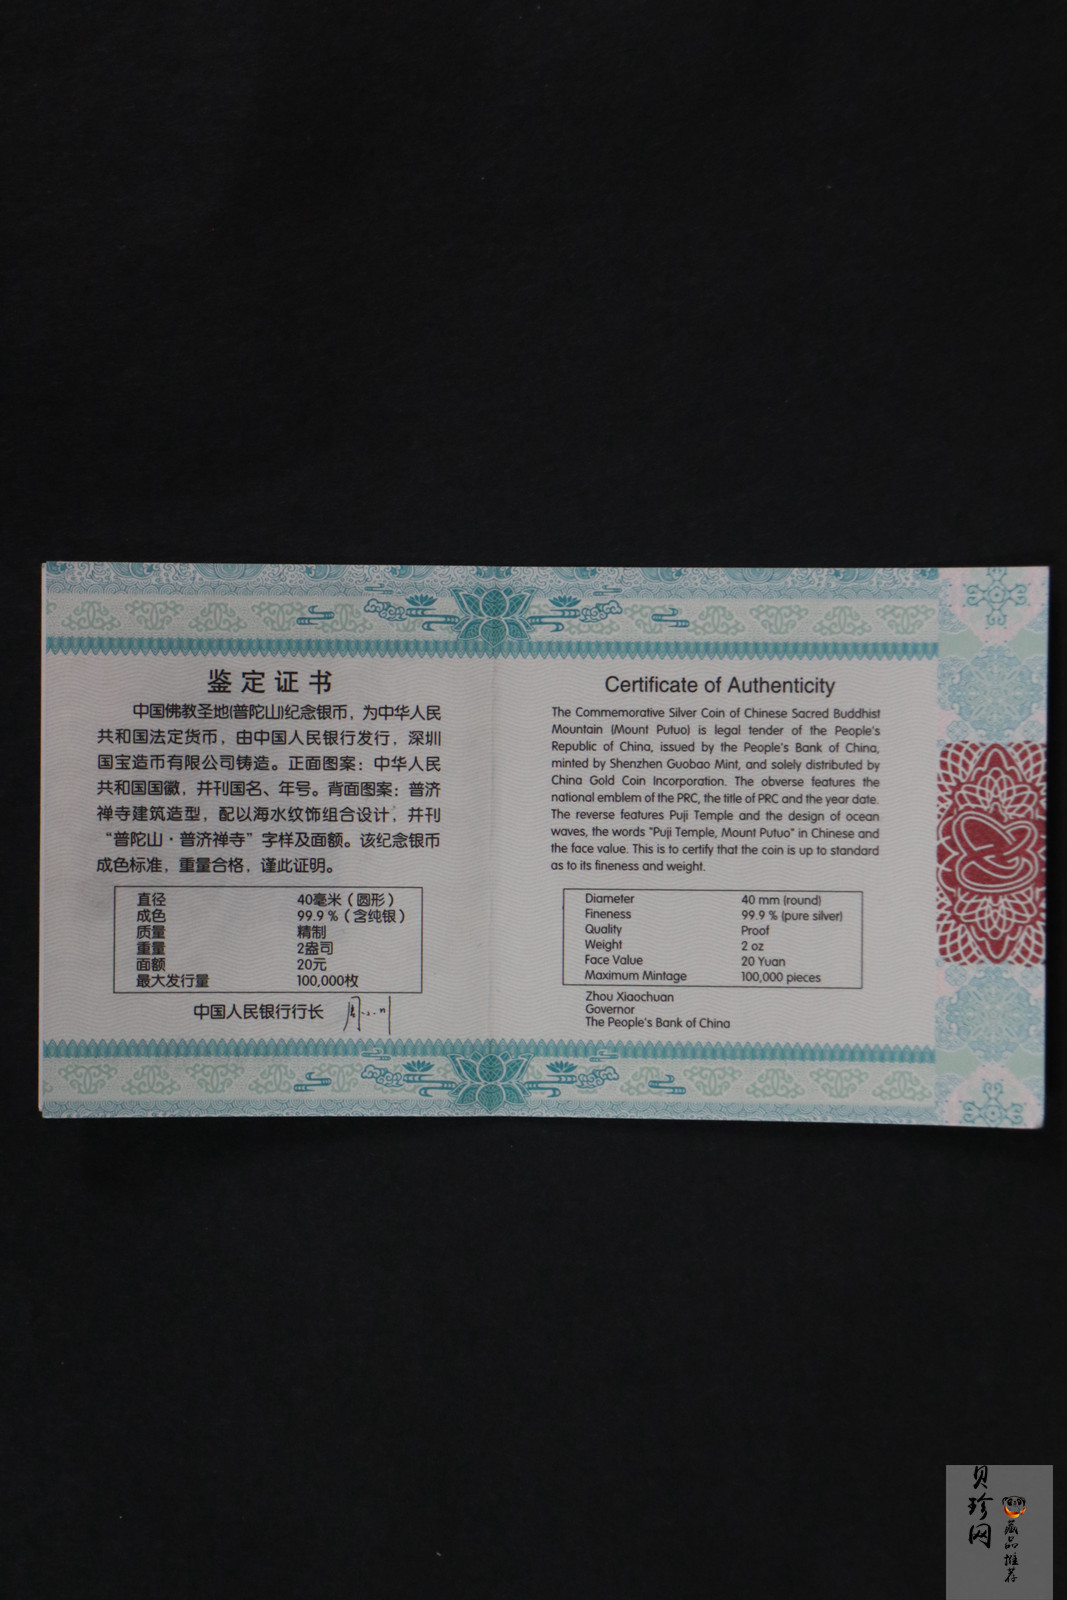 鉴定证书
中国佛教圣地(普陀山)纪念银币，为中华人民
共和国法定货币，由中国人民银行发行，深圳
国宝造币有限公司铸造。正面图案：中华人民
共和国国徽，并刊国名、年号。背面图案：普济
禅寺建筑造型，配以海水纹饰组合设计，并刊
“普陀山·普济禅寺”字样及面额。该纪念银币
成色标准，重量合格，谨此证明。
直径 40毫米（圆形）
成色 99.9％（含纯银）
质量 精制
重量 2盎司
面额 20元
最大发行量 100,000枚
中国人民银行行长 周小川
Certificate of Authenticity
The Commemorative Silver Coin of Chinese Sacred Buddhist
Mountain (Mount Putuo) is legal tender of the People's
Republic of China, issued by the People's Bank of China,
minted by Shenzhen Guobao Mint, and solely distributed by
China Gold Coin Incorporation. The obverse features the
national emblem of the PRC, the title of PRC and the year date.
The reverse features Puji Temple and the design of ocean
waves, the words "Puji Temple, Mount Putuo" in Chinese and
the face value. This is to certify that the coin is up to standard
as to its fineness and weight.
Diameter 40 mm (round)
Fineness 99.9 % (pure silver)
Quality Proof
Weight 2 oz
Face Value 20 Yuan
Maximum Mintage 100,000 pieces
Zhou Xiaochuan
Governor
The People's Bank of China
贝珍网
藏品推荐